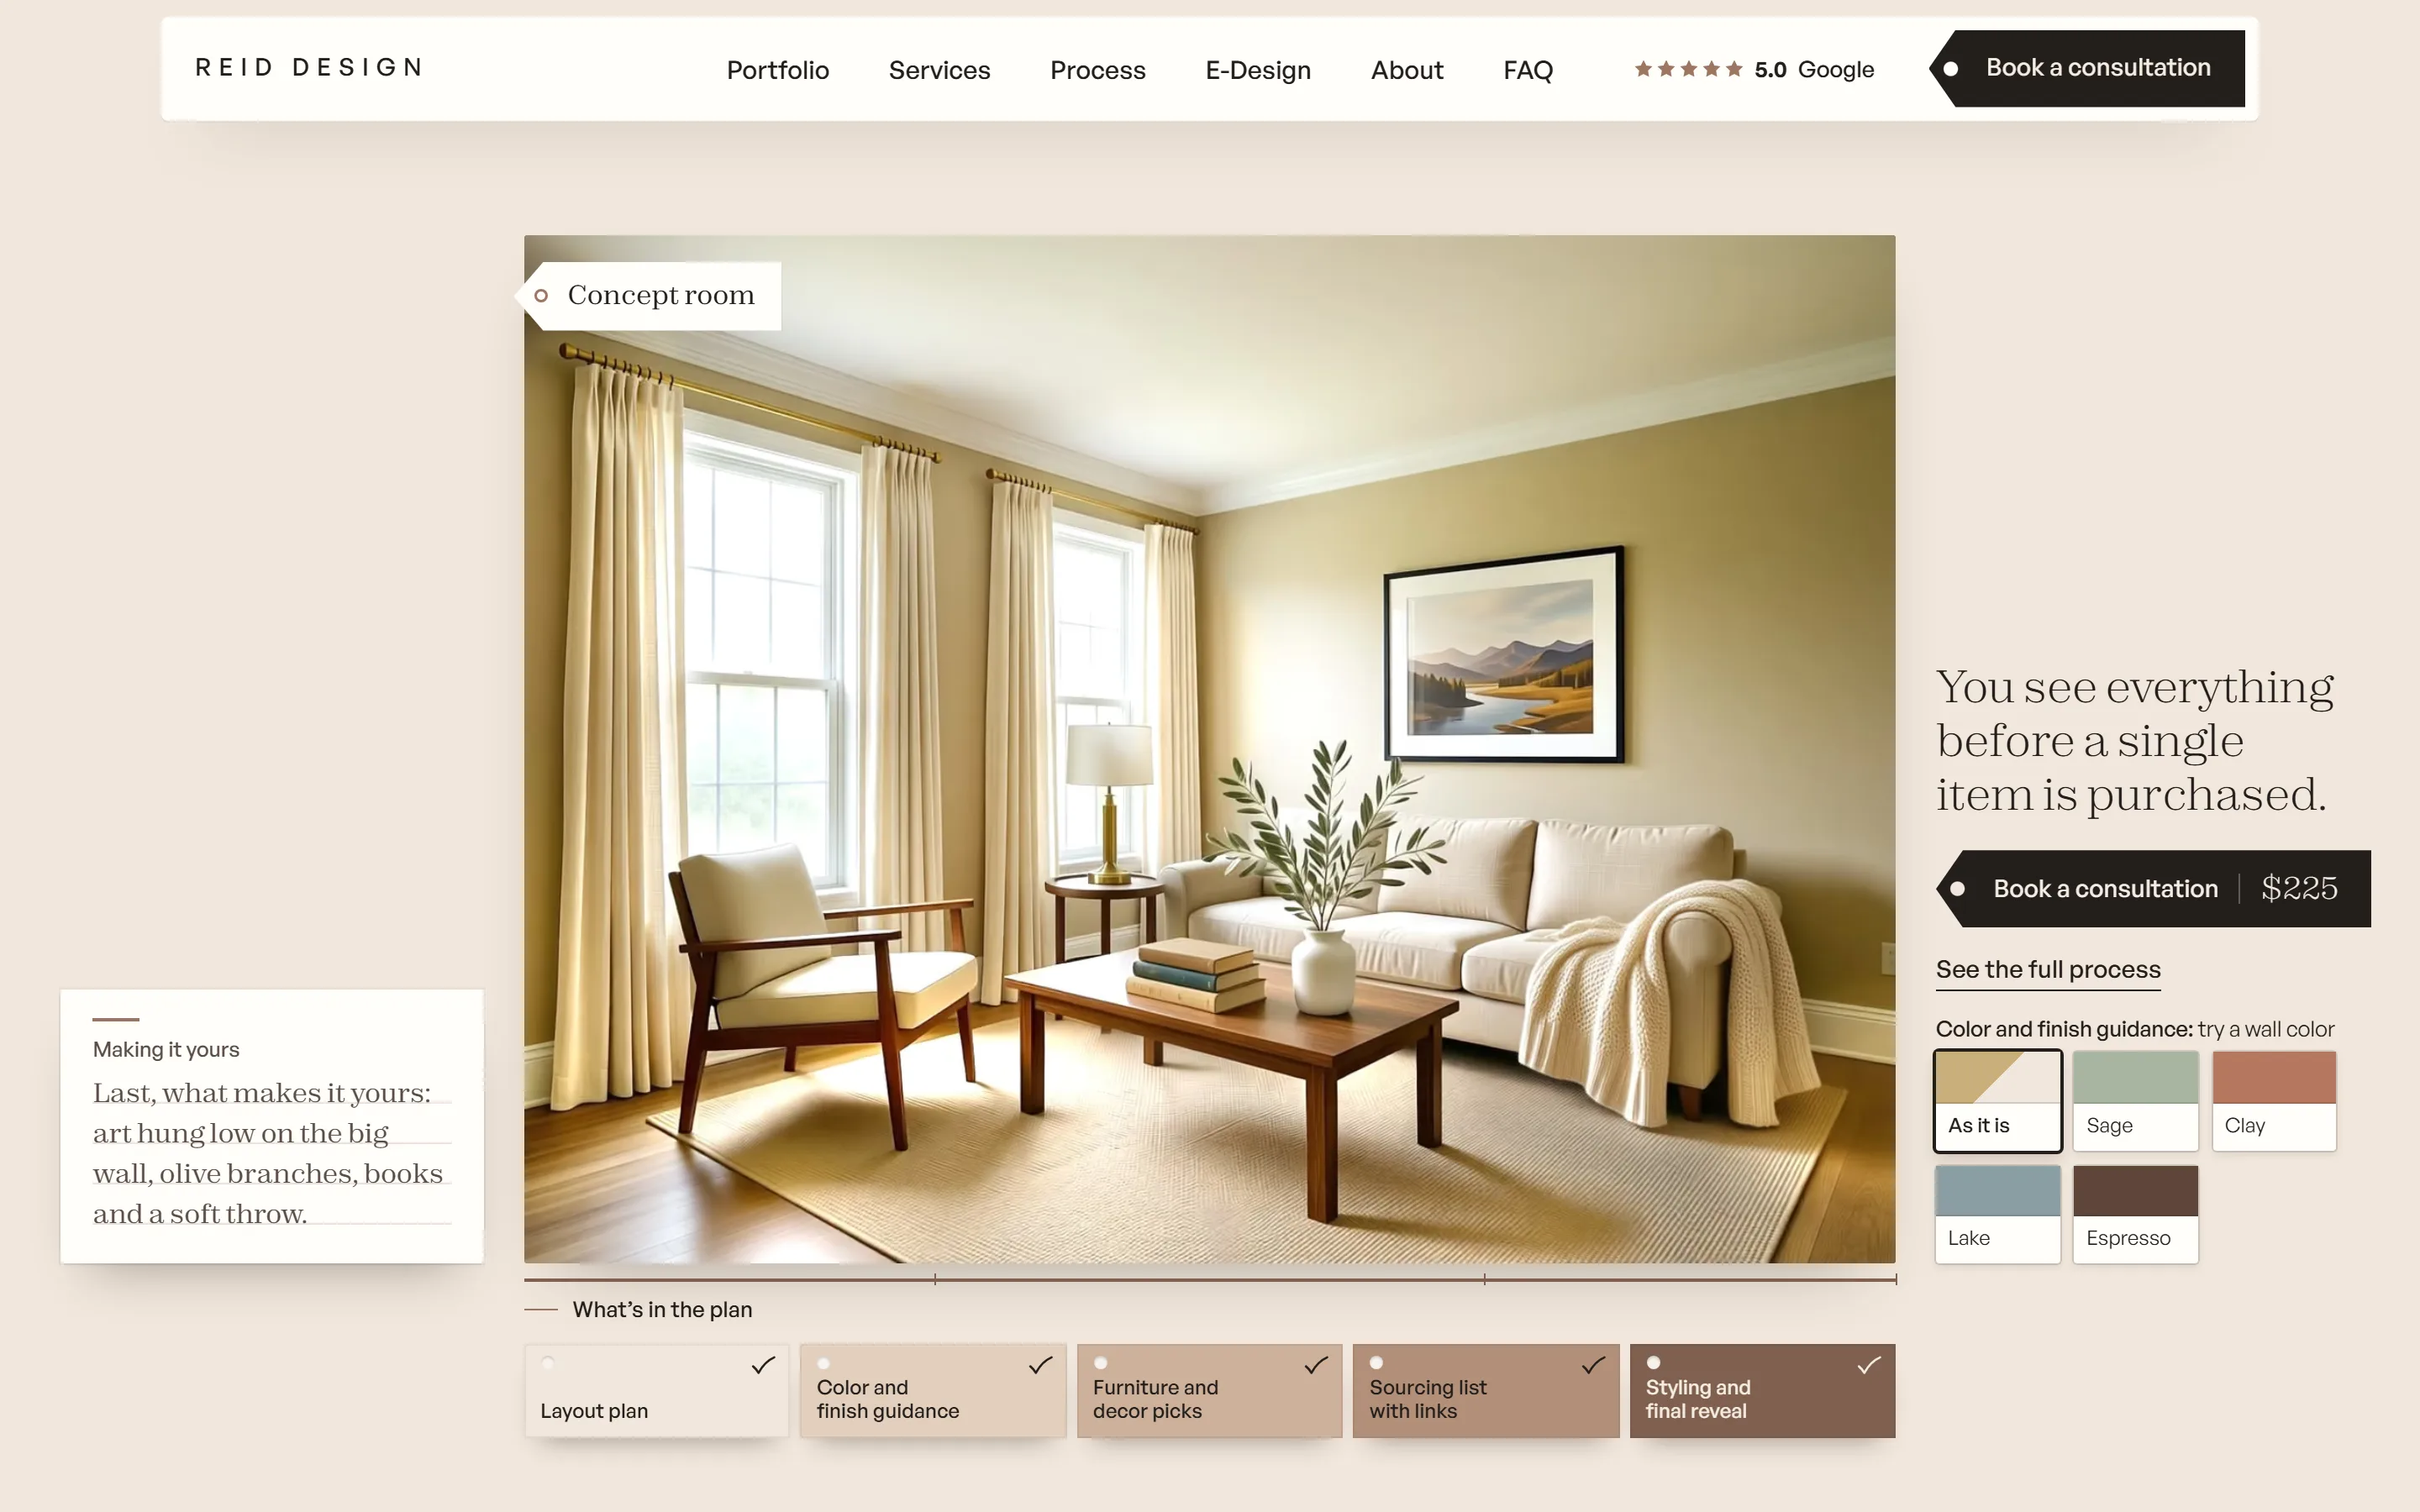 REID DESIGN
Portfolio
Services
Process
E-Design
About
FAQ
5.0 Google
Book a consultation
Concept room
You see everything
before a single
item is purchased.
Book a consultation | $225
See the full process
Color and finish guidance: try a wall color
As it is
Sage
Clay
Lake
Espresso
Making it yours
Last, what makes it yours:
art hung low on the big
wall, olive branches, books
and a soft throw.
What’s in the plan
Layout plan
Color and
finish guidance
Furniture and
decor picks
Sourcing list
with links
Styling and
final reveal